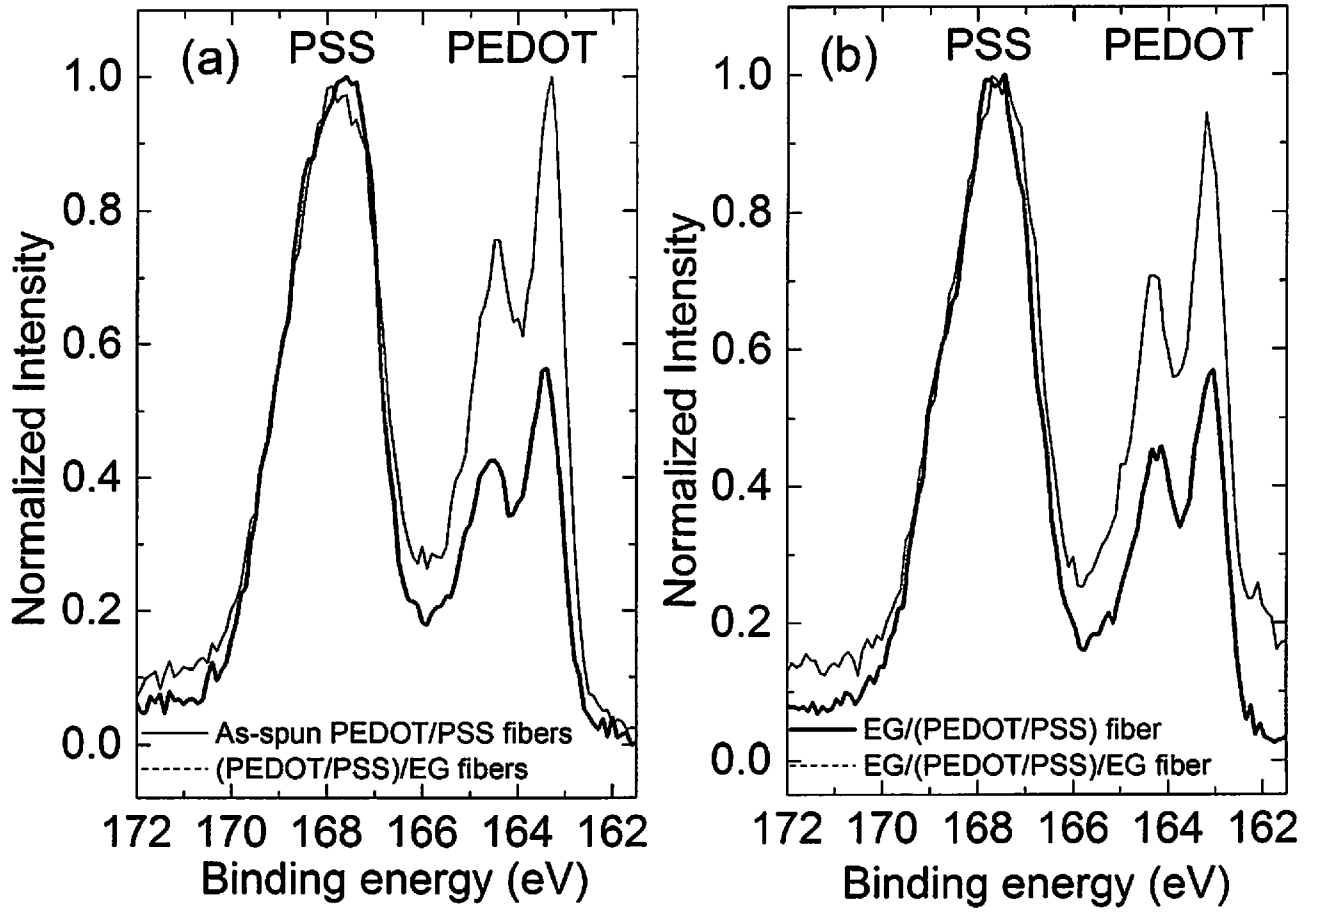 (a) PSS PEDOT
Normalized Intensity
1.0
0.8
0.6
0.4
0.2
0.0
As-spun PEDOT/PSS fibers
(PEDOT/PSS)/EG fibers
172 170 168 166 164 162
Binding energy (eV)
(b) PSS PEDOT
Normalized Intensity
1.0
0.8
0.6
0.4
0.2
0.0
EG/(PEDOT/PSS) fiber
EG/(PEDOT/PSS)/EG fiber
172 170 168 166 164 162
Binding energy (eV)